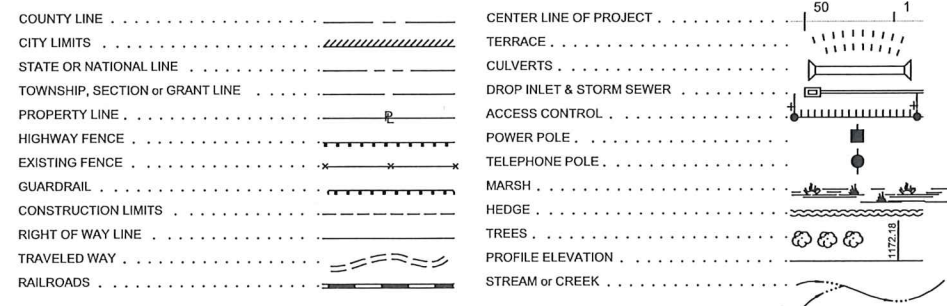 COUNTY LINE
CITY LIMITS
STATE OR NATIONAL LINE
TOWNSHIP, SECTION or GRANT LINE
PROPERTY LINE
PL
HIGHWAY FENCE
EXISTING FENCE
GUARDRAIL
CONSTRUCTION LIMITS
RIGHT OF WAY LINE
TRAVELED WAY
RAILROADS
CENTER LINE OF PROJECT
50 1
TERRACE
CULVERTS
DROP INLET & STORM SEWER
ACCESS CONTROL
POWER POLE
TELEPHONE POLE
MARSH
HEDGE
TREES
PROFILE ELEVATION
1172.18
STREAM or CREEK